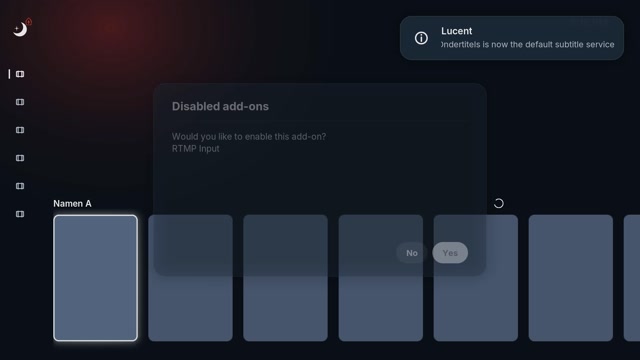 Lucent
Ondertitels is now the default subtitle service
Disabled add-ons
Would you like to enable this add-on?
RTMP Input
Namen A
No
Yes